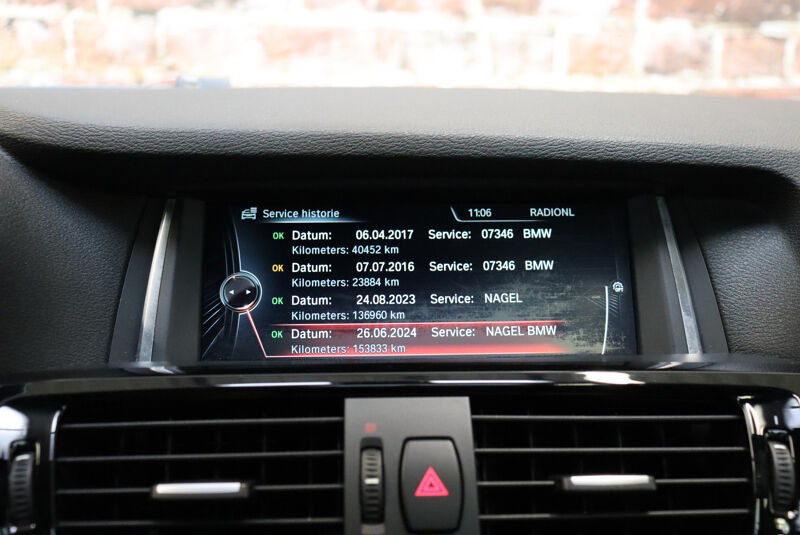 Service historie 11:06 RADIONL
OK Datum: 06.04.2017 Service: 07346 BMW
Kilometers: 40452 km
OK Datum: 07.07.2016 Service: 07346 BMW
Kilometers: 23884 km
OK Datum: 24.08.2023 Service: NAGEL
Kilometers: 136960 km
OK Datum: 26.06.2024 Service: NAGEL BMW
Kilometers: 153833 km